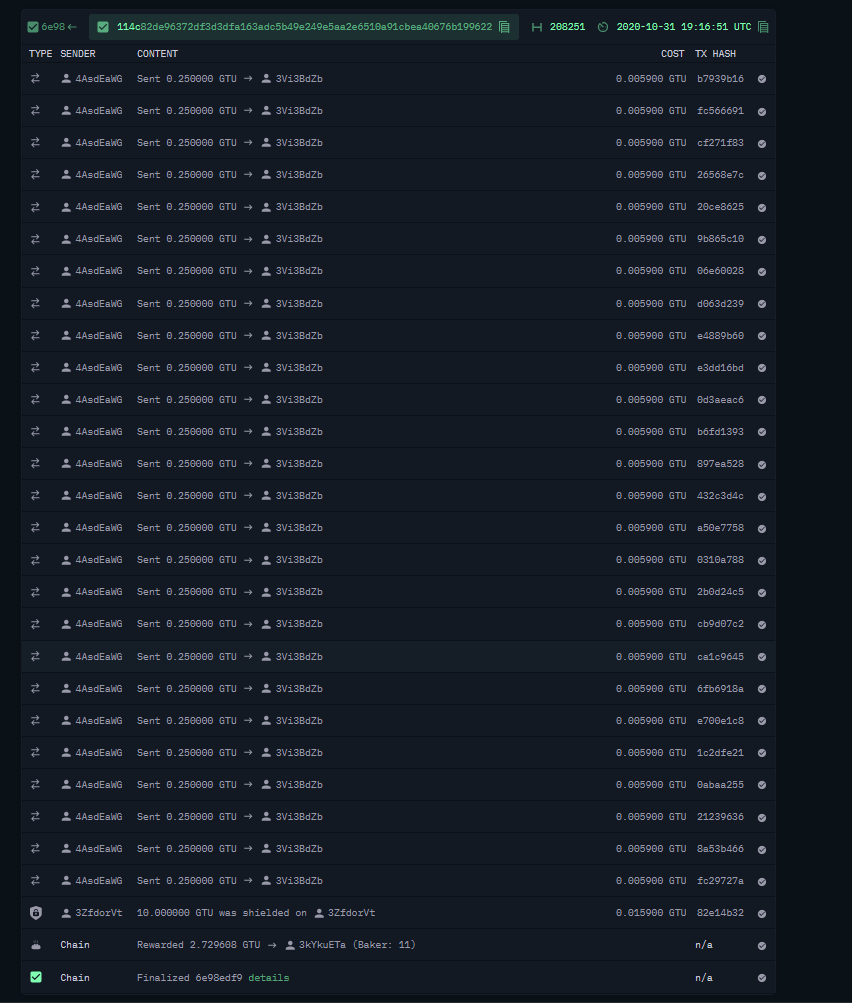 6e98← 114c82de96372df3d3dfa163adc5b49e249e5aa2e6510a91cbea40676b199622 208251 2020-10-31 19:16:51 UTC
TYPE SENDER CONTENT COST TX HASH
4AsdEaWG Sent 0.250000 GTU → 3Vi3BdZb 0.005900 GTU b7939b16
4AsdEaWG Sent 0.250000 GTU → 3Vi3BdZb 0.005900 GTU fc566691
4AsdEaWG Sent 0.250000 GTU → 3Vi3BdZb 0.005900 GTU cf271f83
4AsdEaWG Sent 0.250000 GTU → 3Vi3BdZb 0.005900 GTU 26568e7c
4AsdEaWG Sent 0.250000 GTU → 3Vi3BdZb 0.005900 GTU 20ce8625
4AsdEaWG Sent 0.250000 GTU → 3Vi3BdZb 0.005900 GTU 9b865c10
4AsdEaWG Sent 0.250000 GTU → 3Vi3BdZb 0.005900 GTU 06e60028
4AsdEaWG Sent 0.250000 GTU → 3Vi3BdZb 0.005900 GTU d063d239
4AsdEaWG Sent 0.250000 GTU → 3Vi3BdZb 0.005900 GTU e4889b60
4AsdEaWG Sent 0.250000 GTU → 3Vi3BdZb 0.005900 GTU e3dd16bd
4AsdEaWG Sent 0.250000 GTU → 3Vi3BdZb 0.005900 GTU 0d3aeac6
4AsdEaWG Sent 0.250000 GTU → 3Vi3BdZb 0.005900 GTU b6fd1393
4AsdEaWG Sent 0.250000 GTU → 3Vi3BdZb 0.005900 GTU 897ea528
4AsdEaWG Sent 0.250000 GTU → 3Vi3BdZb 0.005900 GTU 432c3d4c
4AsdEaWG Sent 0.250000 GTU → 3Vi3BdZb 0.005900 GTU a50e7758
4AsdEaWG Sent 0.250000 GTU → 3Vi3BdZb 0.005900 GTU 0310a788
4AsdEaWG Sent 0.250000 GTU → 3Vi3BdZb 0.005900 GTU 2b0d24c5
4AsdEaWG Sent 0.250000 GTU → 3Vi3BdZb 0.005900 GTU cb9d07c2
4AsdEaWG Sent 0.250000 GTU → 3Vi3BdZb 0.005900 GTU ca1c9645
4AsdEaWG Sent 0.250000 GTU → 3Vi3BdZb 0.005900 GTU 6fb6918a
4AsdEaWG Sent 0.250000 GTU → 3Vi3BdZb 0.005900 GTU e700e1c8
4AsdEaWG Sent 0.250000 GTU → 3Vi3BdZb 0.005900 GTU 1c2dfe21
4AsdEaWG Sent 0.250000 GTU → 3Vi3BdZb 0.005900 GTU 0abaa255
4AsdEaWG Sent 0.250000 GTU → 3Vi3BdZb 0.005900 GTU 21239636
4AsdEaWG Sent 0.250000 GTU → 3Vi3BdZb 0.005900 GTU 8a53b466
4AsdEaWG Sent 0.250000 GTU → 3Vi3BdZb 0.005900 GTU fc29727a
3ZfdorVt 10.000000 GTU was shielded on 3ZfdorVt 0.015900 GTU 82e14b32
Chain Rewarded 2.729608 GTU → 3kYkuETa (Baker: 11) n/a
Chain Finalized 6e98edf9 details n/a